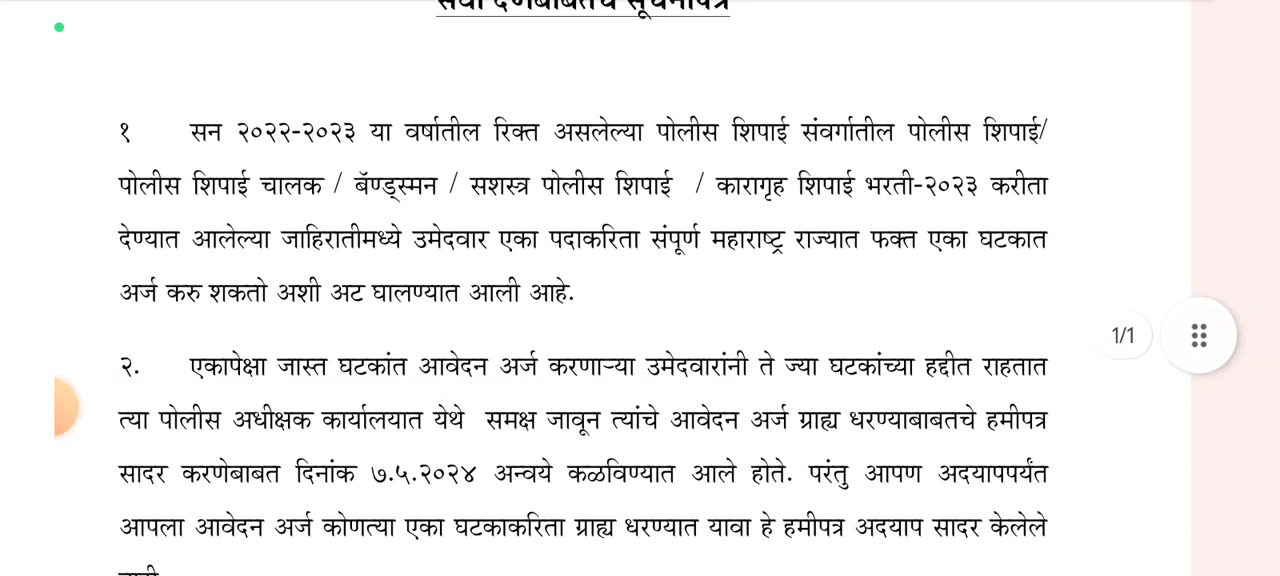 १ सन २०२२-२०२३ या वर्षातील रिक्त असलेल्या पोलीस शिपाई संवर्गातील पोलीस शिपाई/
पोलीस शिपाई चालक / बॅण्ड्स्मन / सशस्त्र पोलीस शिपाई / कारागृह शिपाई भरती-२०२३ करीता
देण्यात आलेल्या जाहिरातीमध्ये उमेदवार एका पदाकरिता संपूर्ण महाराष्ट्र राज्यात फक्त एका घटकात
अर्ज करु शकतो अशी अट घालण्यात आली आहे.
1/1
२. एकापेक्षा जास्त घटकांत आवेदन अर्ज करणाऱ्या उमेदवारांनी ते ज्या घटकांच्या हद्दीत राहतात
त्या पोलीस अधीक्षक कार्यालयात येथे समक्ष जावून त्यांचे आवेदन अर्ज ग्राह्य धरण्याबाबतचे हमीपत्र
सादर करणेबाबत दिनांक ७.५.२०२४ अन्वये कळविण्यात आले होते. परंतु आपण अदयापपर्यंत
आपला आवेदन अर्ज कोणत्या एका घटकाकरिता ग्राह्य धरण्यात यावा हे हमीपत्र अदयाप सादर केलेले